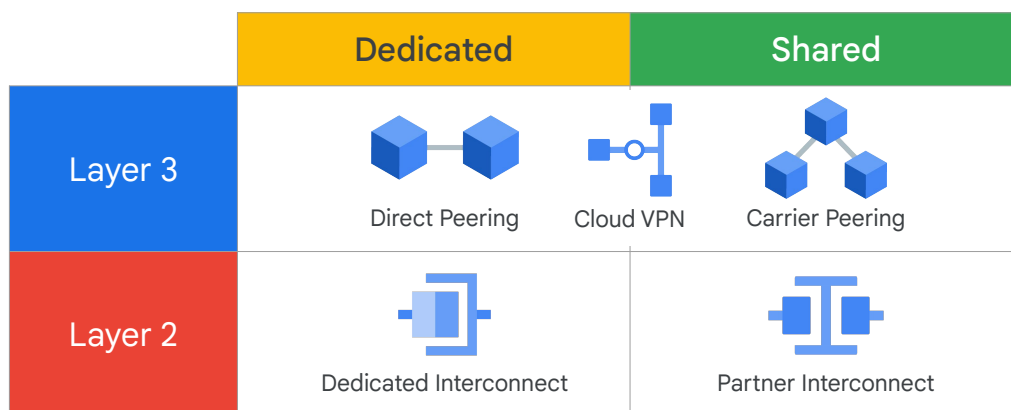 Dedicated
Shared
Layer 3
Direct Peering
Cloud VPN
Carrier Peering
Layer 2
Dedicated Interconnect
Partner Interconnect